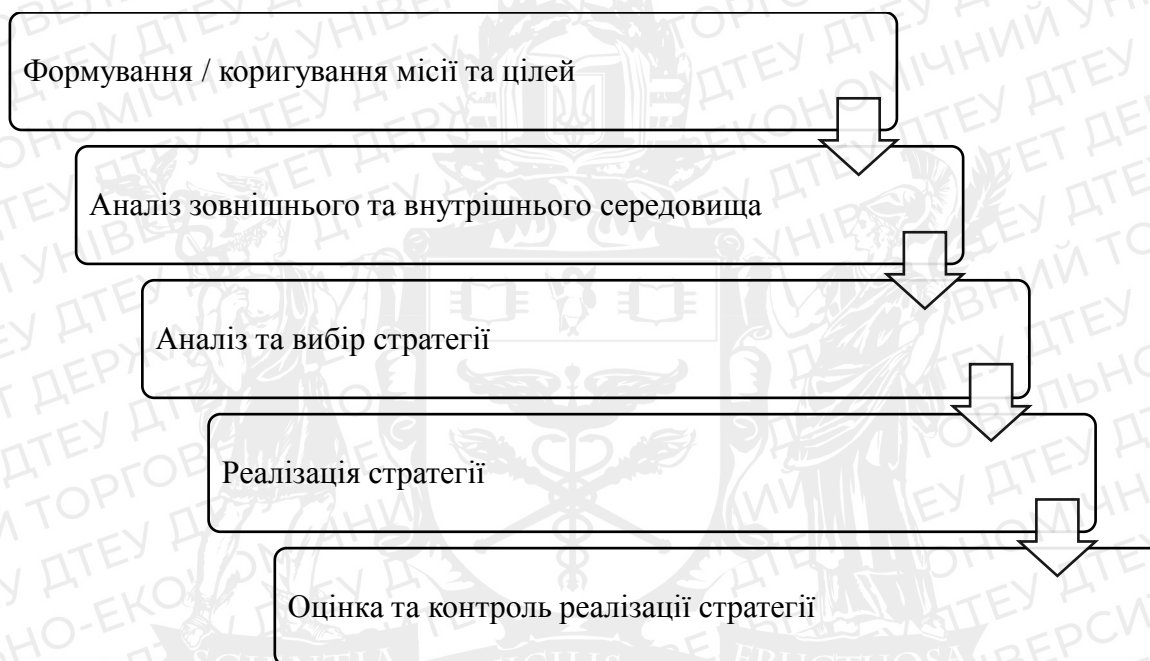 Формування / коригування місії та цілей
Аналіз зовнішнього та внутрішнього середовища
Аналіз та вибір стратегії
Реалізація стратегії
Оцінка та контроль реалізації стратегії